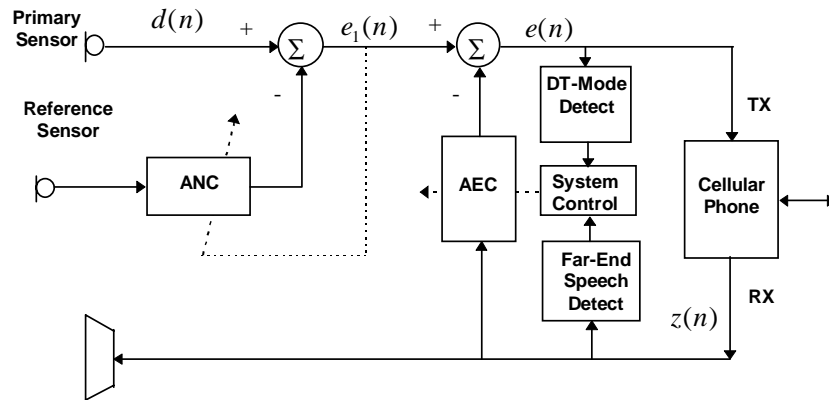 Primary
Sensor
d(n)
+
Σ
e₁(n)
+
Σ
e(n)
-
-
DT-Mode
Detect
TX
Reference
Sensor
ANC
AEC
System
Control
Cellular
Phone
Far-End
Speech
Detect
RX
z(n)